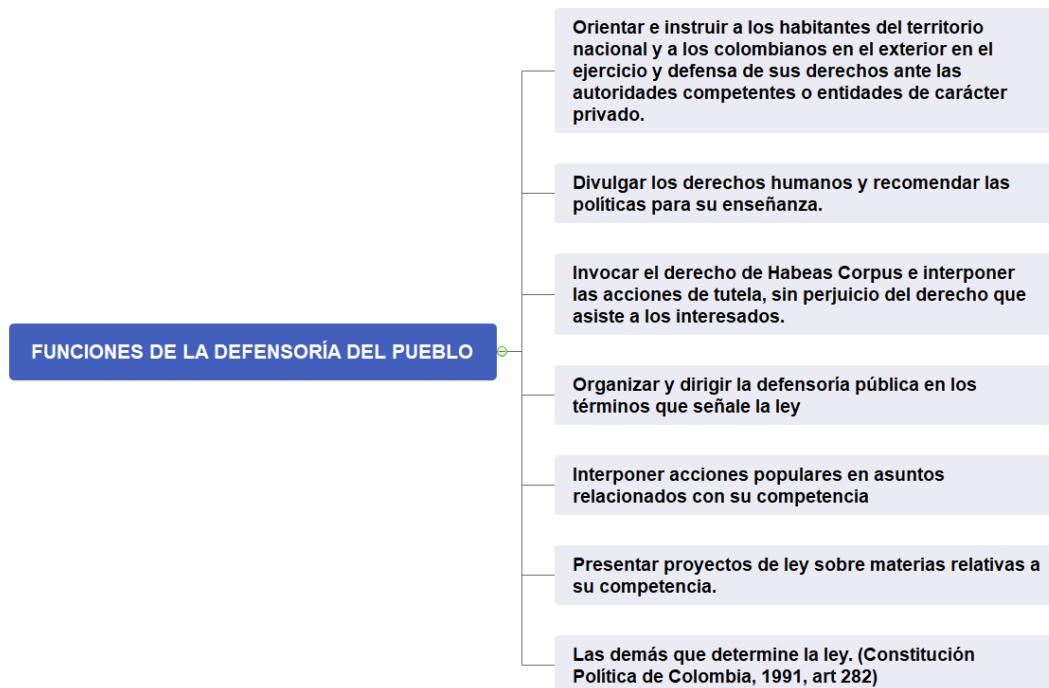 Orientar e instruir a los habitantes del territorio
nacional y a los colombianos en el exterior en el
ejercicio y defensa de sus derechos ante las
autoridades competentes o entidades de carácter
privado.
Divulgar los derechos humanos y recomendar las
políticas para su enseñanza.
Invocar el derecho de Habeas Corpus e interponer
las acciones de tutela, sin perjuicio del derecho que
asiste a los interesados.
FUNCIONES DE LA DEFENSORÍA DEL PUEBLO
Organizar y dirigir la defensoría pública en los
términos que señale la ley
Interponer acciones populares en asuntos
relacionados con su competencia
Presentar proyectos de ley sobre materias relativas a
su competencia.
Las demás que determine la ley. (Constitución
Política de Colombia, 1991, art 282)